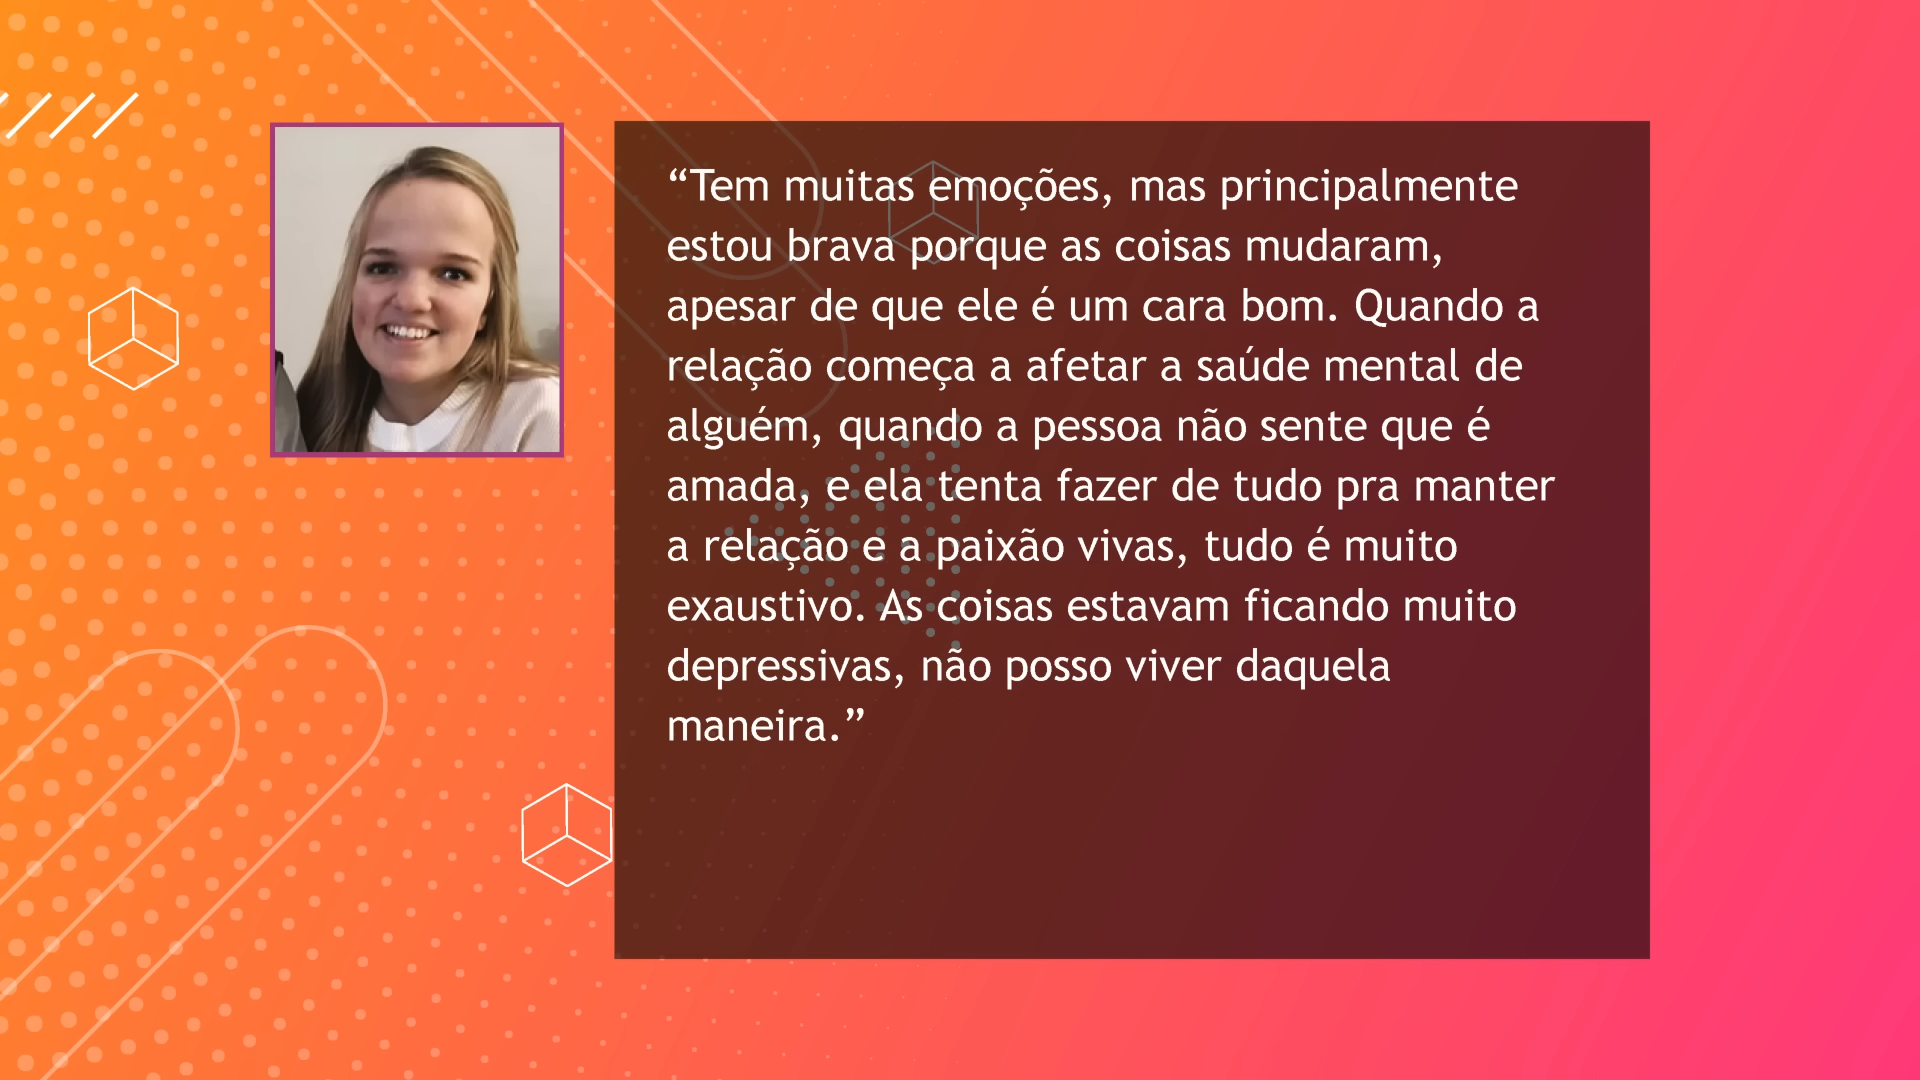 “Tem muitas emoções, mas principalmente
estou brava porque as coisas mudaram,
apesar de que ele é um cara bom. Quando a
relação começa a afetar a saúde mental de
alguém, quando a pessoa não sente que é
amada, e ela tenta fazer de tudo pra manter
a relação e a paixão vivas, tudo é muito
exaustivo. As coisas estavam ficando muito
depressivas, não posso viver daquela
maneira.”